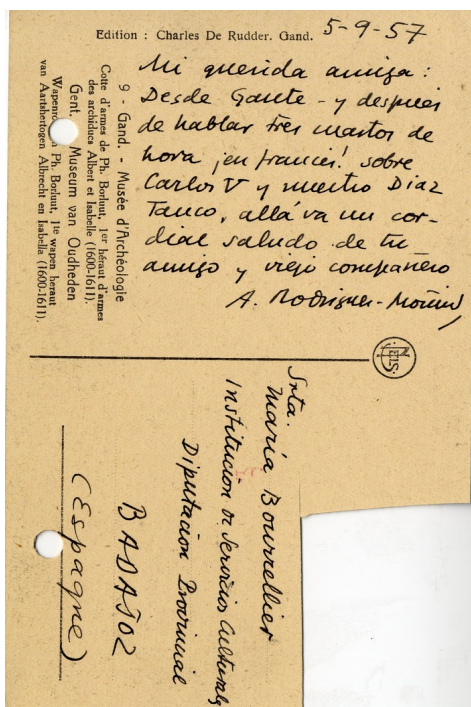 Edition : Charles De Rudder. Gand.
5-9-57
Mi querida amiga:
Desde Gante - y después
de hablar tres cuartos de
hora ¡en francés! sobre
Carlos V y nuestro Díaz
Tanco, allá va un cor-
dial saludo de tu
amigo y viejo compañero
A. Rodríguez-Moñino
9 - Gand. - Musée d'Archéologie
Cotte d'armes de Ph. Borluut, 1er héraut d'armes
des archiducs Albert et Isabelle (1600-1611).
Gent. Museum van Oudheden
Ph. Borluut, 1te wapen heraut
van Aartshertogen Albrecht en Isabelle (1600-1611).
NELS
Srta.
María Bourrellier
Institución de Servicios Culturales
Diputación Provincial
BADAJOZ
(Espagne)